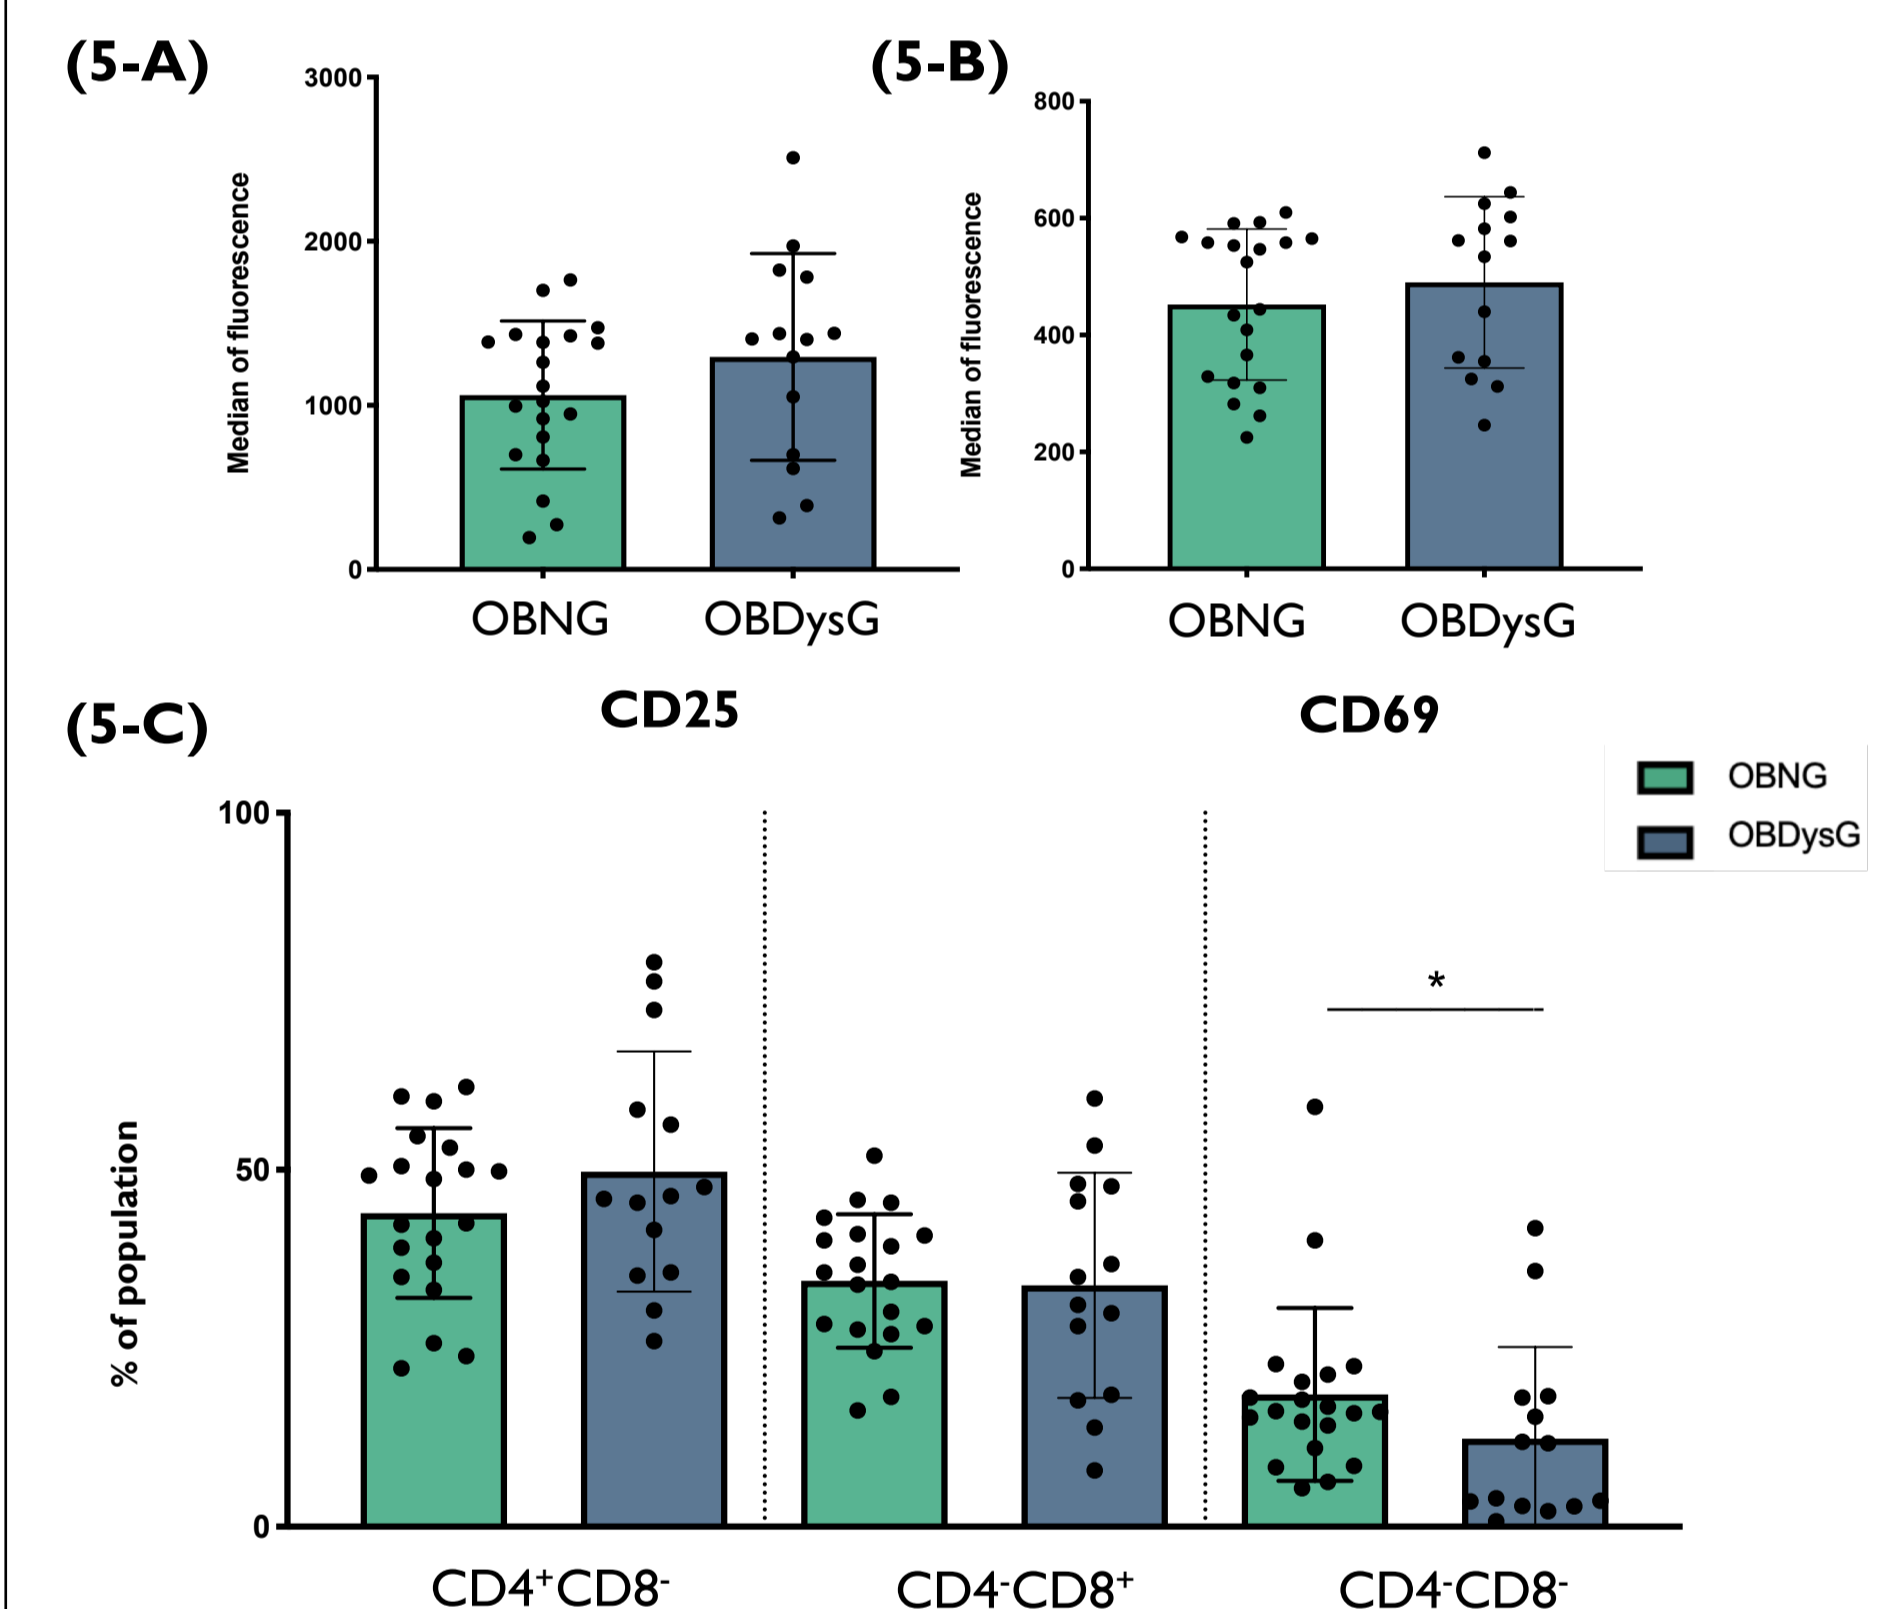 (5-A)
3000
2000
1000
0
Median of fluorescence
OBNG
OBDysG
(5-B)
800
600
400
200
0
Median of fluorescence
OBNG
OBDysG
(5-C)
CD25
CD69
OBNG
OBDysG
100
50
0
% of population
*
CD4⁺CD8⁻
CD4⁻CD8⁺
CD4⁻CD8⁻